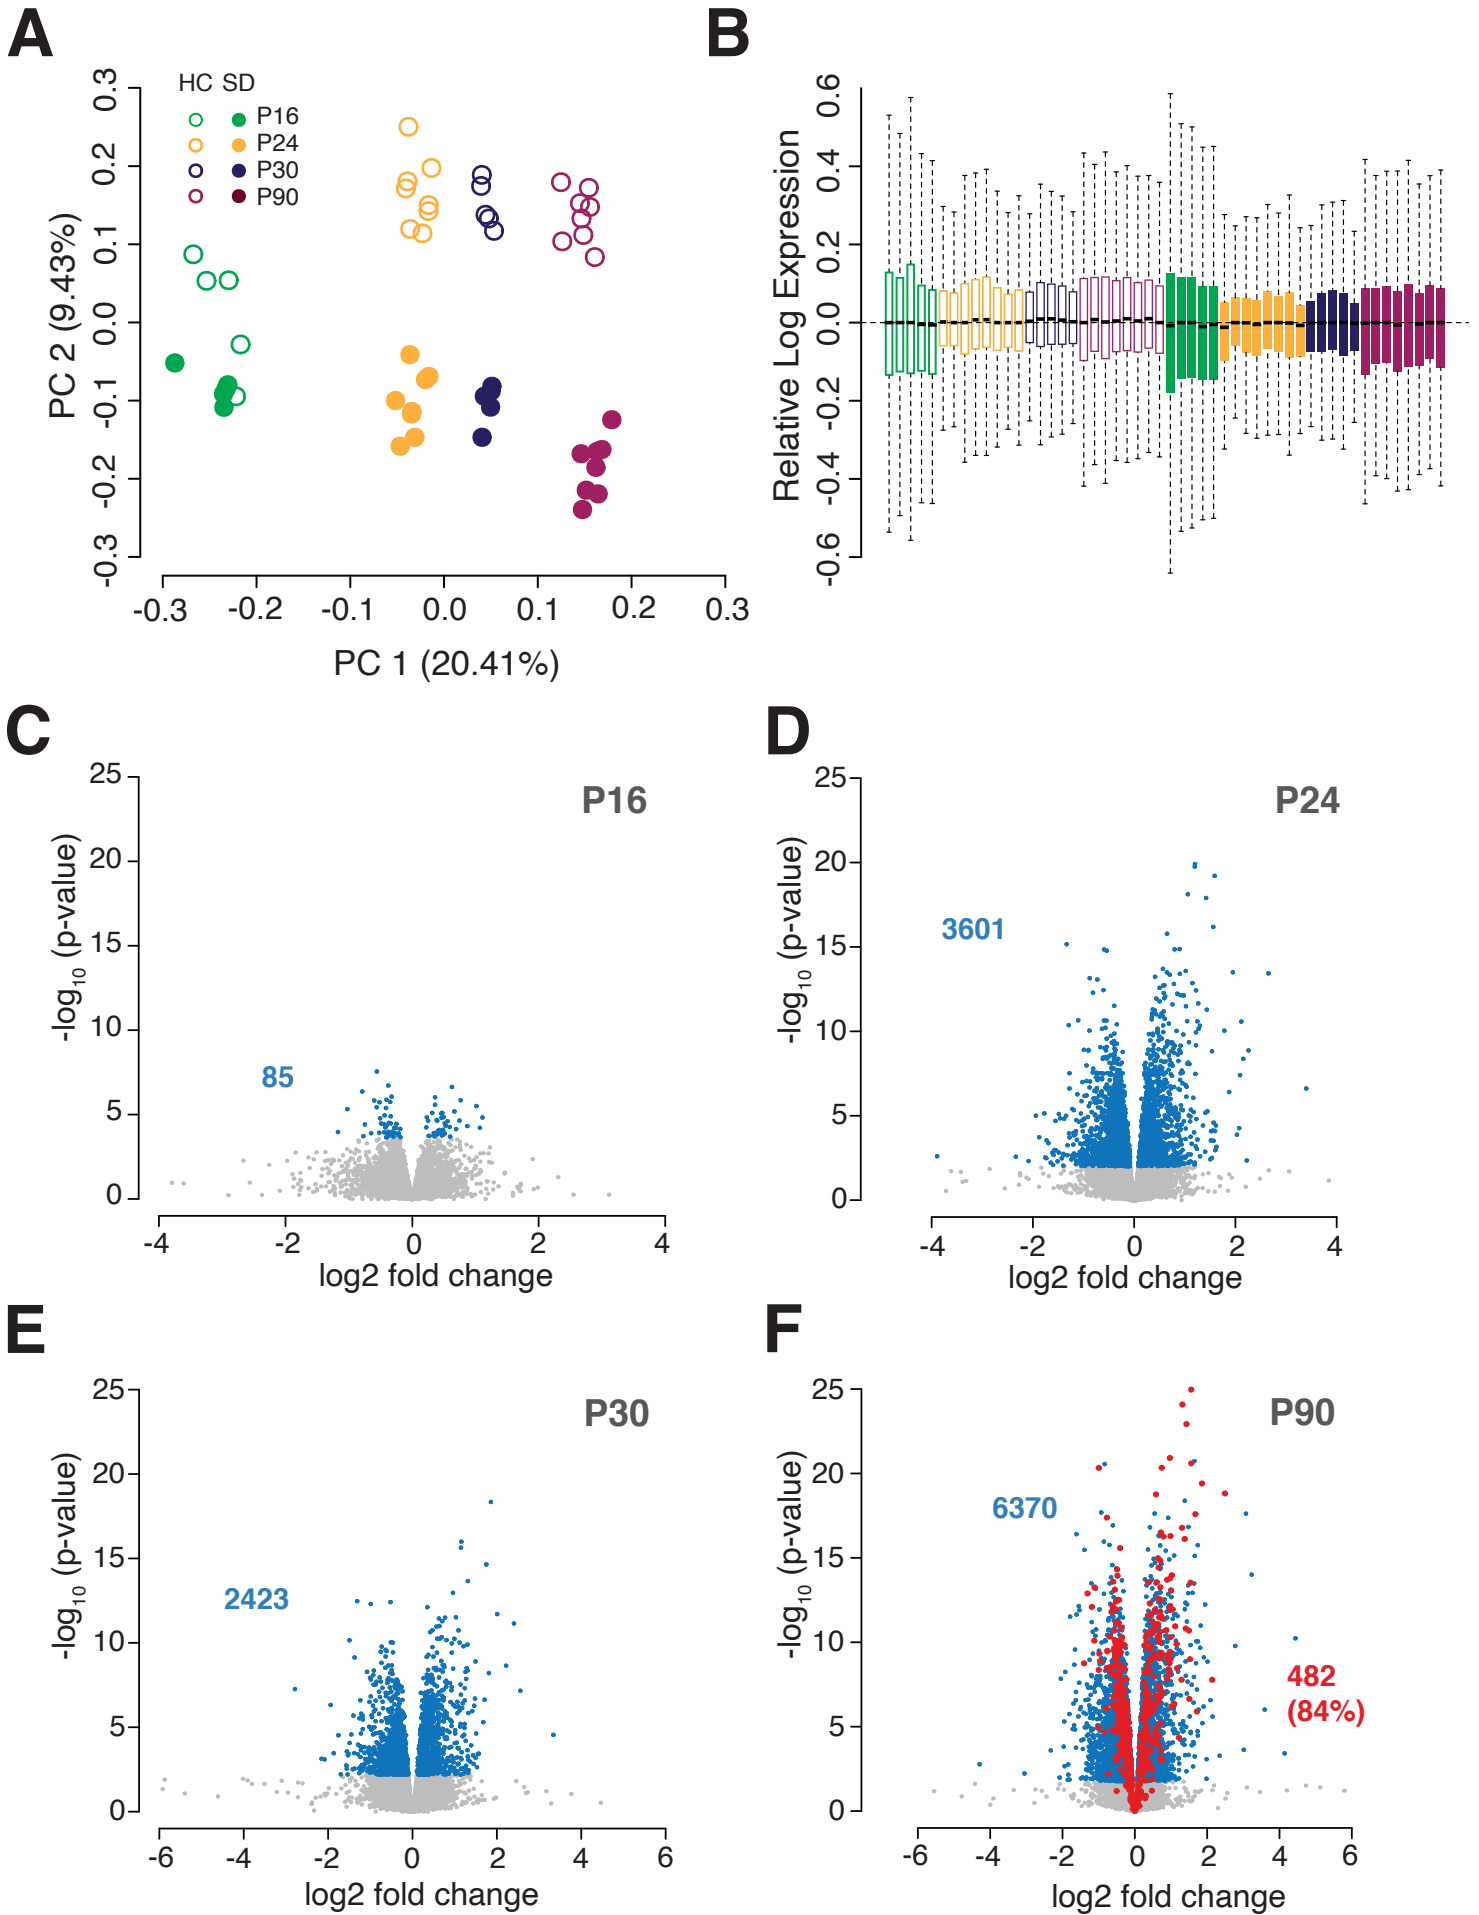 A
HC SD
P16
P24
P30
P90
0.3
0.2
0.1
0.0
-0.1
-0.2
-0.3
PC 2 (9.43%)
-0.3 -0.2 -0.1 0.0 0.1 0.2 0.3
PC 1 (20.41%)
B
0.6
0.4
0.2
0.0
-0.2
-0.4
-0.6
Relative Log Expression
C
P16
25
20
15
10
5
0
-log10 (p-value)
85
-4 -2 0 2 4
log2 fold change
D
P24
25
20
15
10
5
0
-log10 (p-value)
3601
-4 -2 0 2 4
log2 fold change
E
P30
25
20
15
10
5
0
-log10 (p-value)
2423
-6 -4 -2 0 2 4 6
log2 fold change
F
P90
25
20
15
10
5
0
-log10 (p-value)
6370
482
(84%)
-6 -4 -2 0 2 4 6
log2 fold change